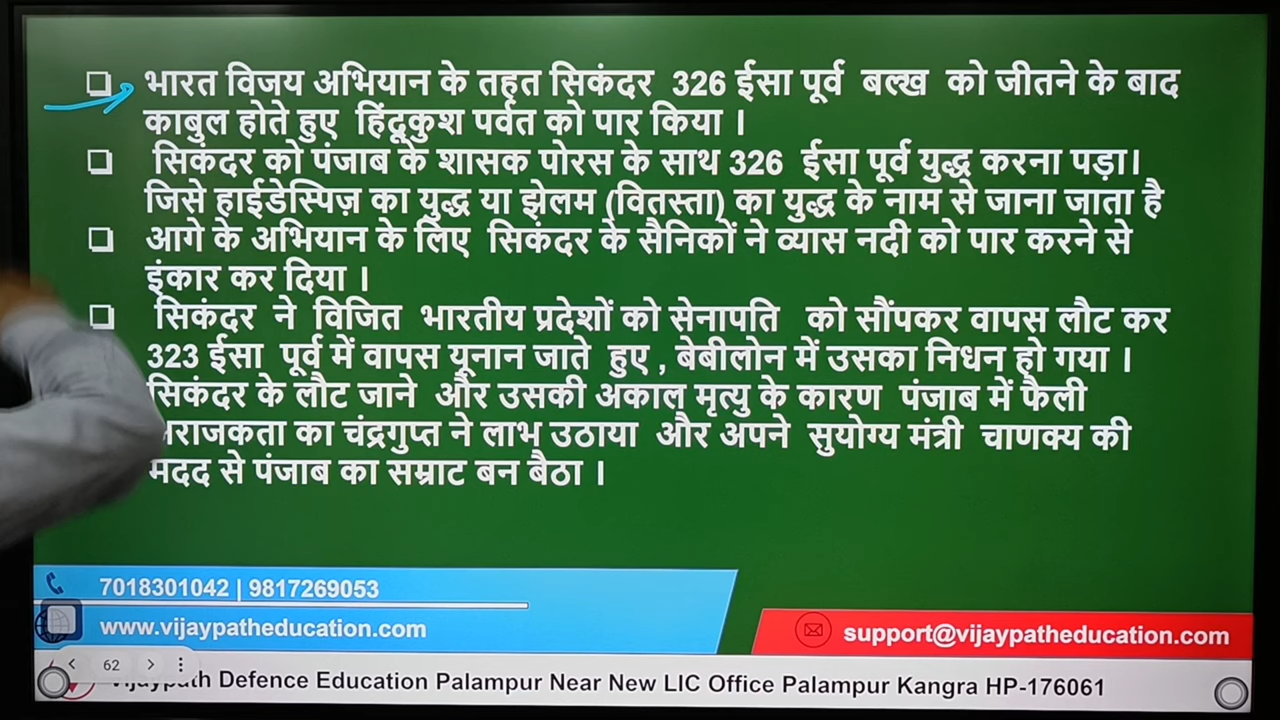 भारत विजय अभियान के तहत सिकंदर 326 ईसा पूर्व बल्ख को जीतने के बाद
काबुल होते हुए हिंदूकुश पर्वत को पार किया ।
सिकंदर को पंजाब के शासक पोरस के साथ 326 ईसा पूर्व युद्ध करना पड़ा।
जिसे हाईडेस्पिज़ का युद्ध या झेलम (वितस्ता) का युद्ध के नाम से जाना जाता है
आगे के अभियान के लिए सिकंदर के सैनिकों ने व्यास नदी को पार करने से
इंकार कर दिया ।
सिकंदर ने विजित भारतीय प्रदेशों को सेनापति को सौंपकर वापस लौट कर
323 ईसा पूर्व में वापस यूनान जाते हुए , बेबीलोन में उसका निधन हो गया ।
सिकंदर के लौट जाने और उसकी अकाल मृत्यु के कारण पंजाब में फैली
का चंद्रगुप्त ने लाभ उठाया और अपने सुयोग्य मंत्री चाणक्य की
मदद से पंजाब का सम्राट बन बैठा ।
7018301042 | 9817269053
www.vijaypatheducation.com
support@vijaypatheducation.com
62
Defence Education Palampur Near New LIC Office Palampur Kangra HP-176061